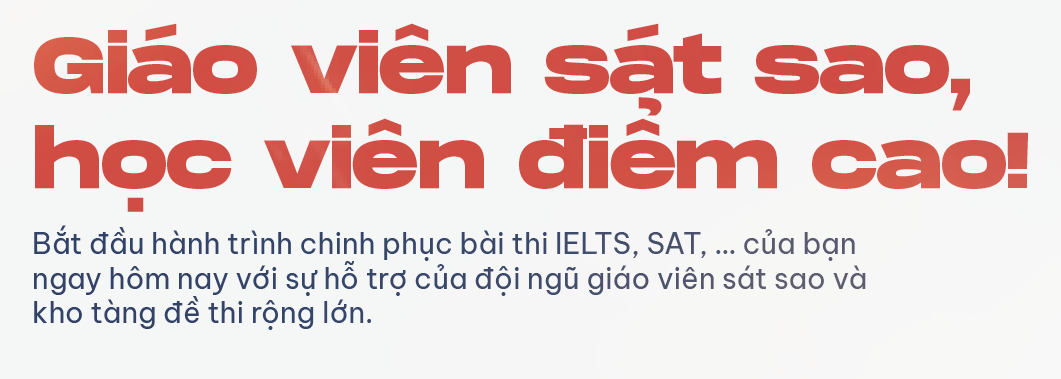 Giáo viên sát sao,
học viên điểm cao!
Bắt đầu hành trình chinh phục bài thi IELTS, SAT, ... của bạn
ngay hôm nay với sự hỗ trợ của đội ngũ giáo viên sát sao và
kho tàng đề thi rộng lớn.